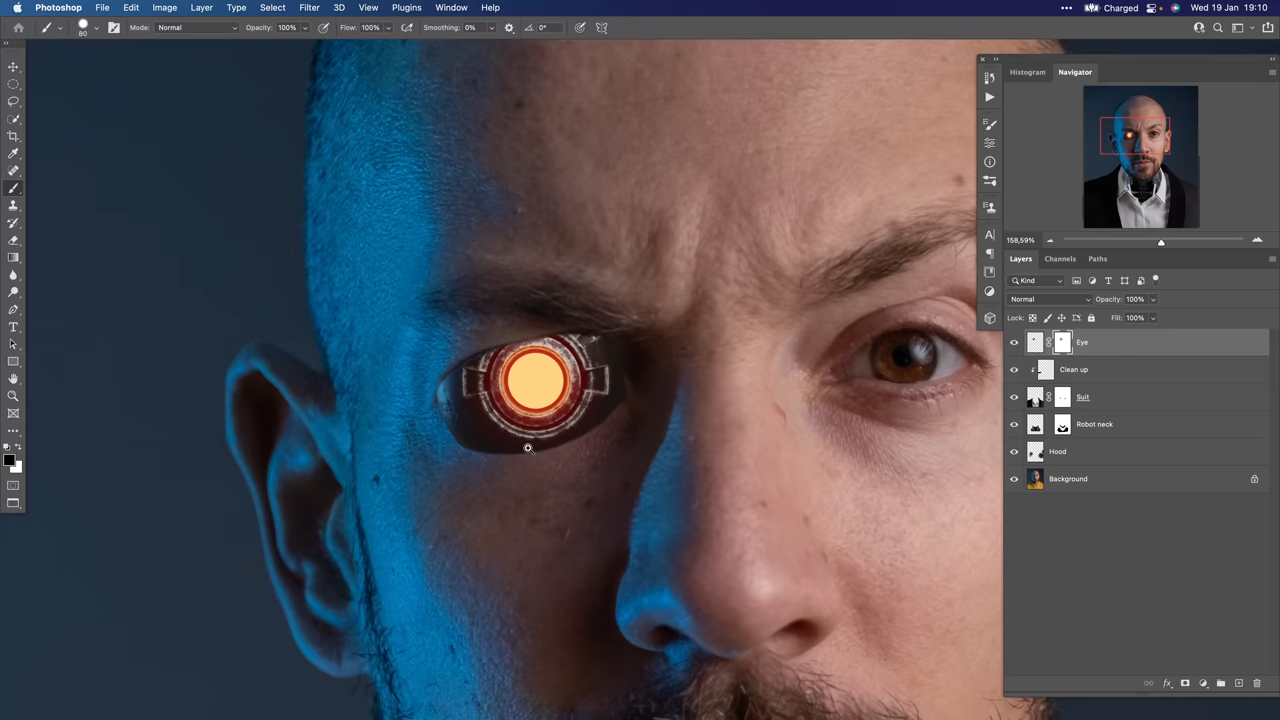 Photoshop File Edit Image Layer Type Select Filter 3D View Plugins Window Help Charged Wed 19 Jan 19:10
80 Mode: Normal Opacity: 100% Flow: 100% Smoothing: 0% 0°
Histogram Navigator
158,59%
Layers Channels Paths
Kind
Normal Opacity: 100%
Lock: Fill: 100%
Eye
Clean up
Suit
Robot neck
Hood
Background